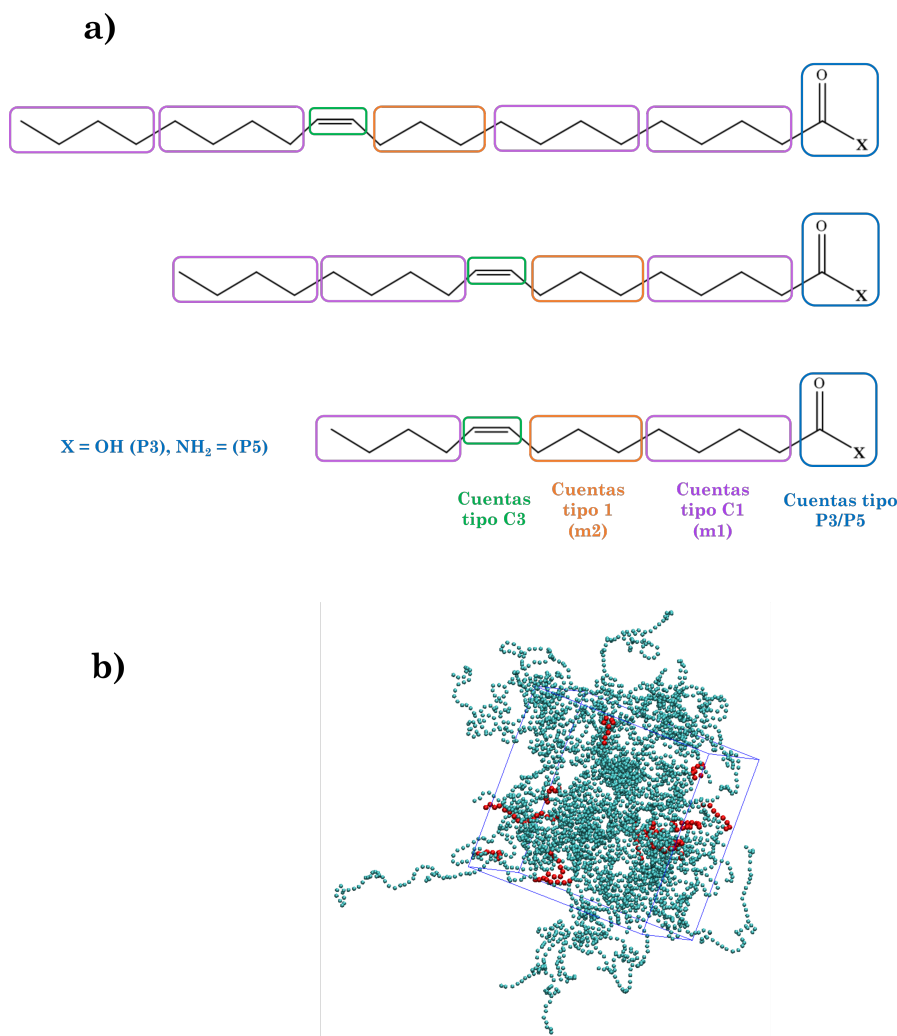 a)
O
X
O
X
O
X
X = OH (P3), NH₂ = (P5)
Cuentas
tipo C3
Cuentas
tipo 1
(m2)
Cuentas
tipo C1
(m1)
Cuentas tipo
P3/P5
b)